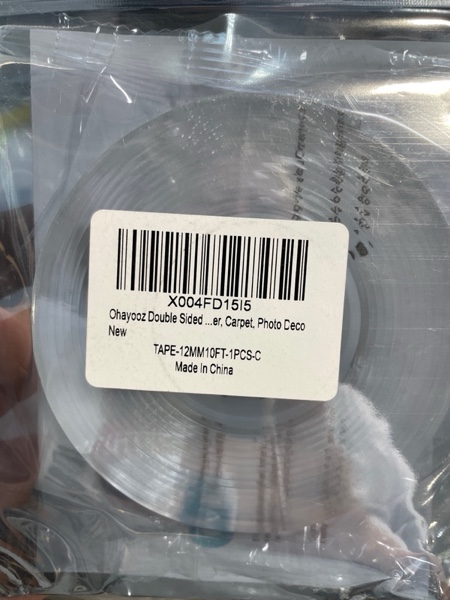 X004FD15I5
Ohayooz Double Sided ...er, Carpet, Photo Deco
New
TAPE-12MM10FT-1PCS-C
Made In China